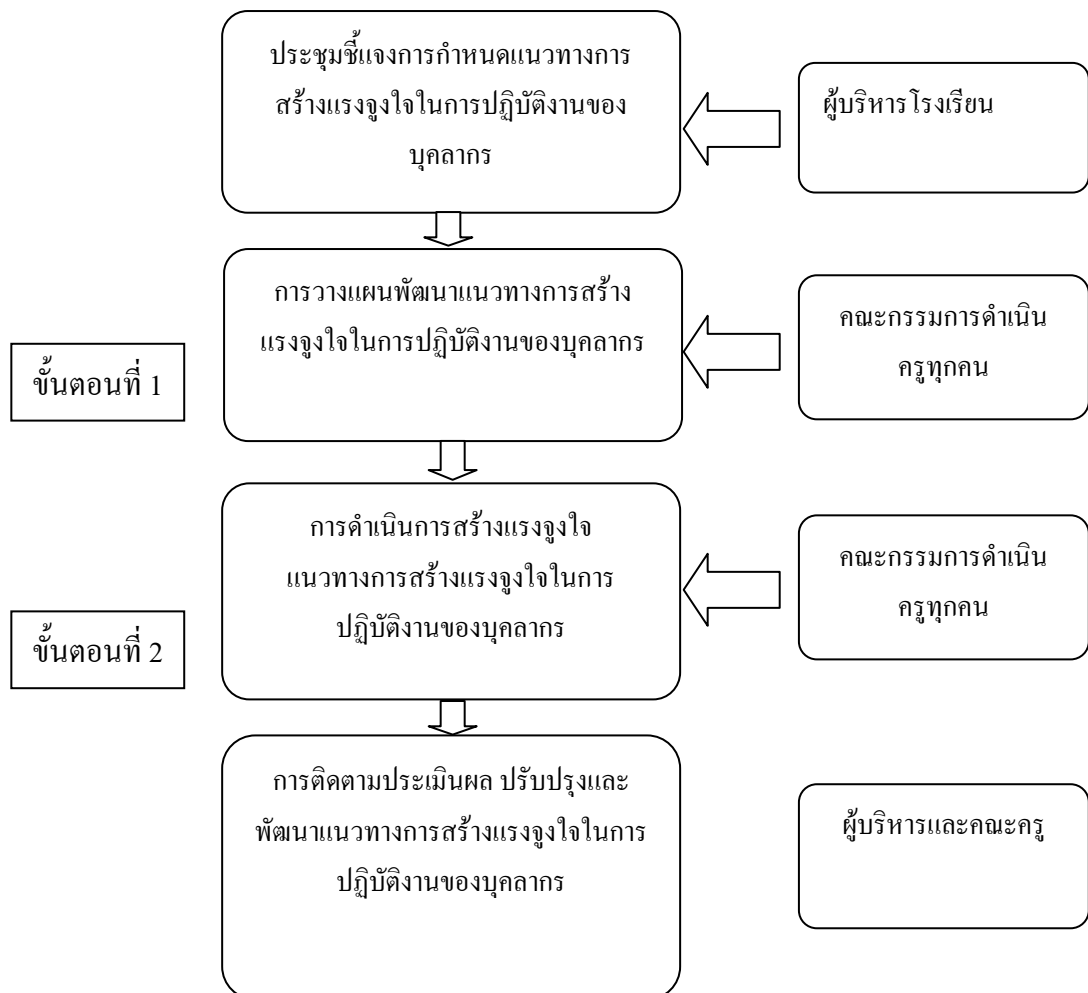 ประชุมชี้แจงการกำหนดแนวทางการ
สร้างแรงจูงใจในการปฏิบัติงานของ
บุคลากร
ผู้บริหารโรงเรียน
การวางแผนพัฒนาแนวทางการสร้าง
แรงจูงใจในการปฏิบัติงานของบุคลากร
คณะกรรมการดำเนิน
ครูทุกคน
ขั้นตอนที่ 1
การดำเนินการสร้างแรงจูงใจ
แนวทางการสร้างแรงจูงใจในการ
ปฏิบัติงานของบุคลากร
คณะกรรมการดำเนิน
ครูทุกคน
ขั้นตอนที่ 2
การติดตามประเมินผล ปรับปรุงและ
พัฒนาแนวทางการสร้างแรงจูงใจในการ
ปฏิบัติงานของบุคลากร
ผู้บริหารและคณะครู